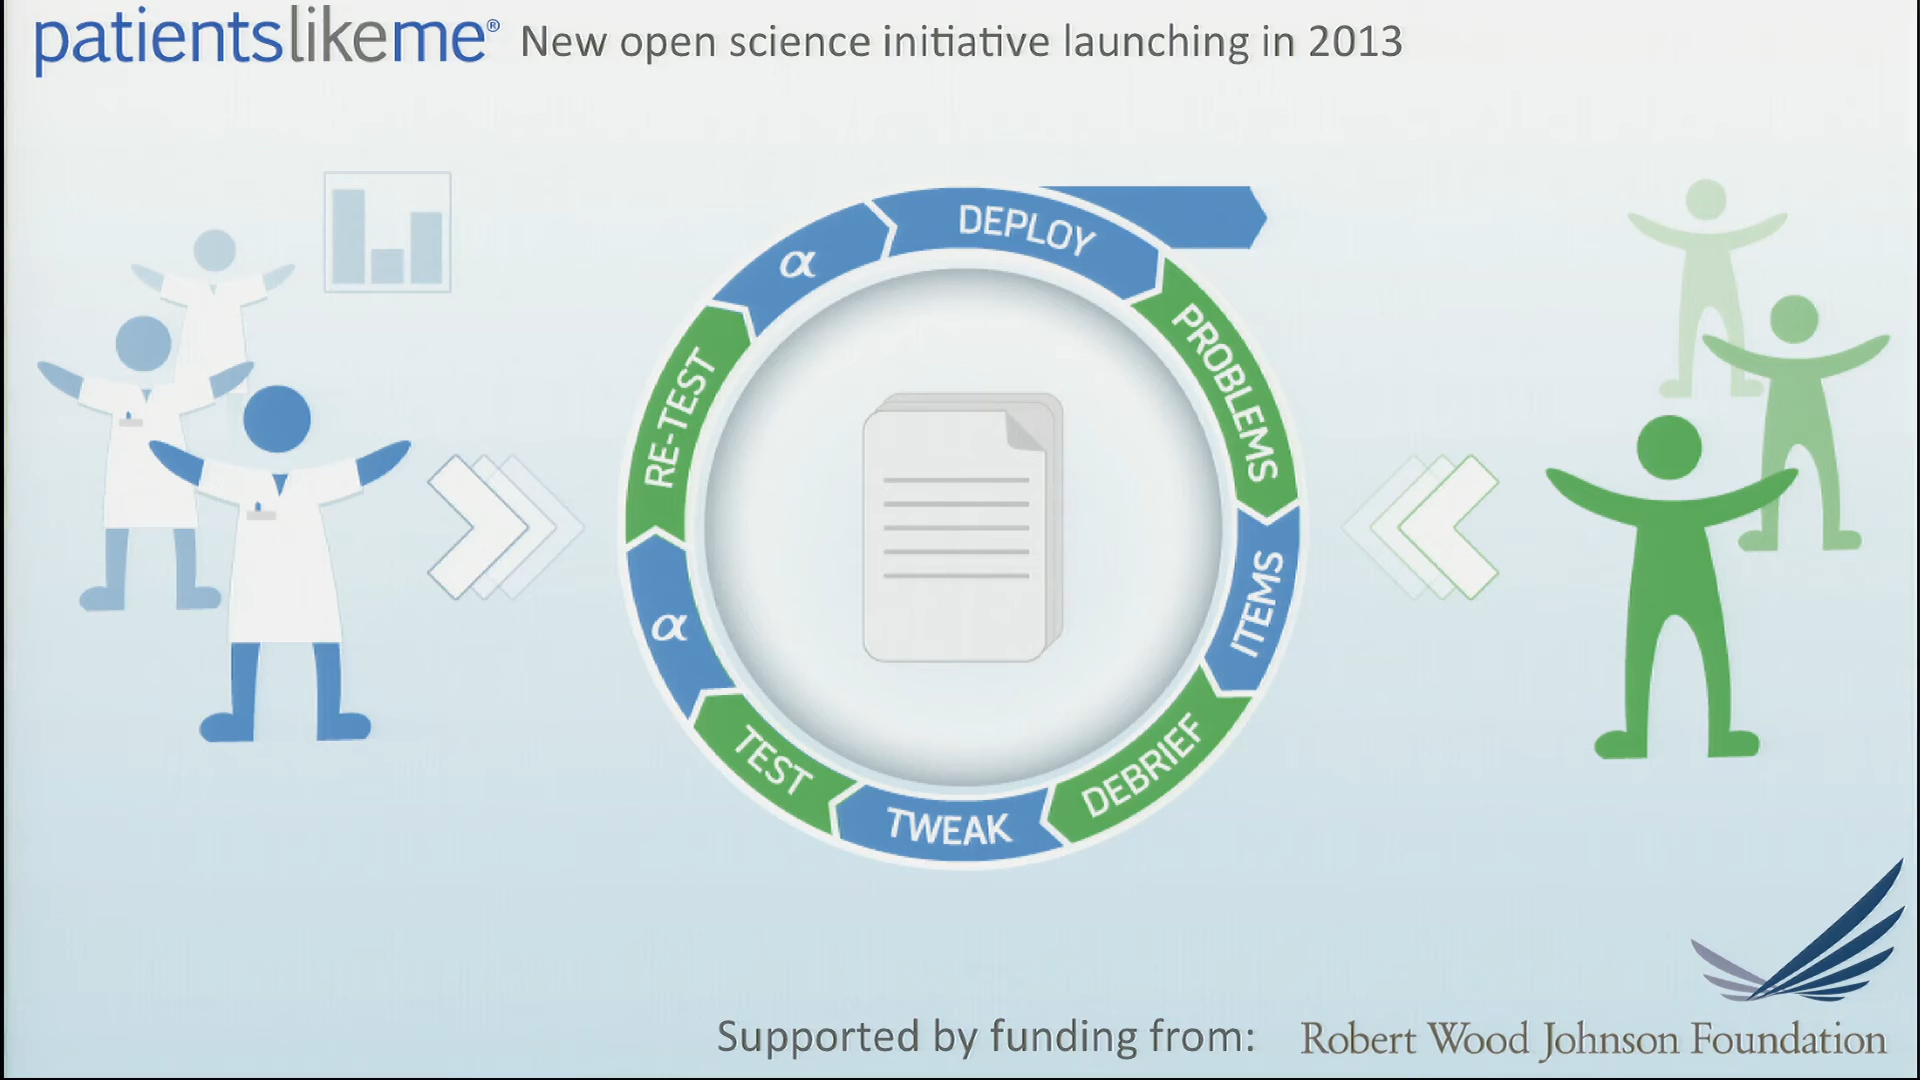 patientslikeme® New open science initiative launching in 2013
DEPLOY
PROBLEMS
ITEMS
DEBRIEF
TWEAK
TEST
α
RE-TEST
α
Supported by funding from: Robert Wood Johnson Foundation